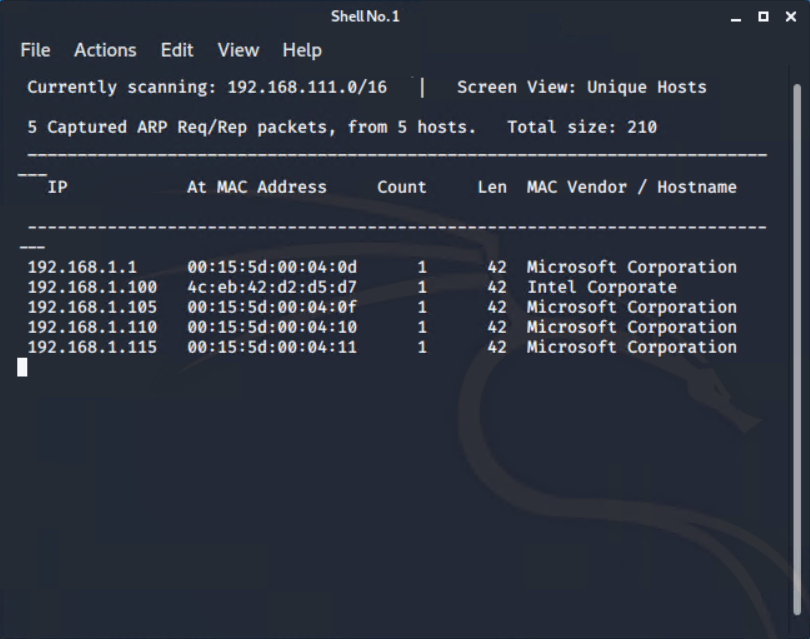 Shell No.1
File Actions Edit View Help
Currently scanning: 192.168.111.0/16 | Screen View: Unique Hosts
5 Captured ARP Req/Rep packets, from 5 hosts. Total size: 210
_____________________________________________________________________________
IP At MAC Address Count Len MAC Vendor / Hostname
-----------------------------------------------------------------------------
192.168.1.1 00:15:5d:00:04:0d 1 42 Microsoft Corporation
192.168.1.100 4c:eb:42:d2:d5:d7 1 42 Intel Corporate
192.168.1.105 00:15:5d:00:04:0f 1 42 Microsoft Corporation
192.168.1.110 00:15:5d:00:04:10 1 42 Microsoft Corporation
192.168.1.115 00:15:5d:00:04:11 1 42 Microsoft Corporation